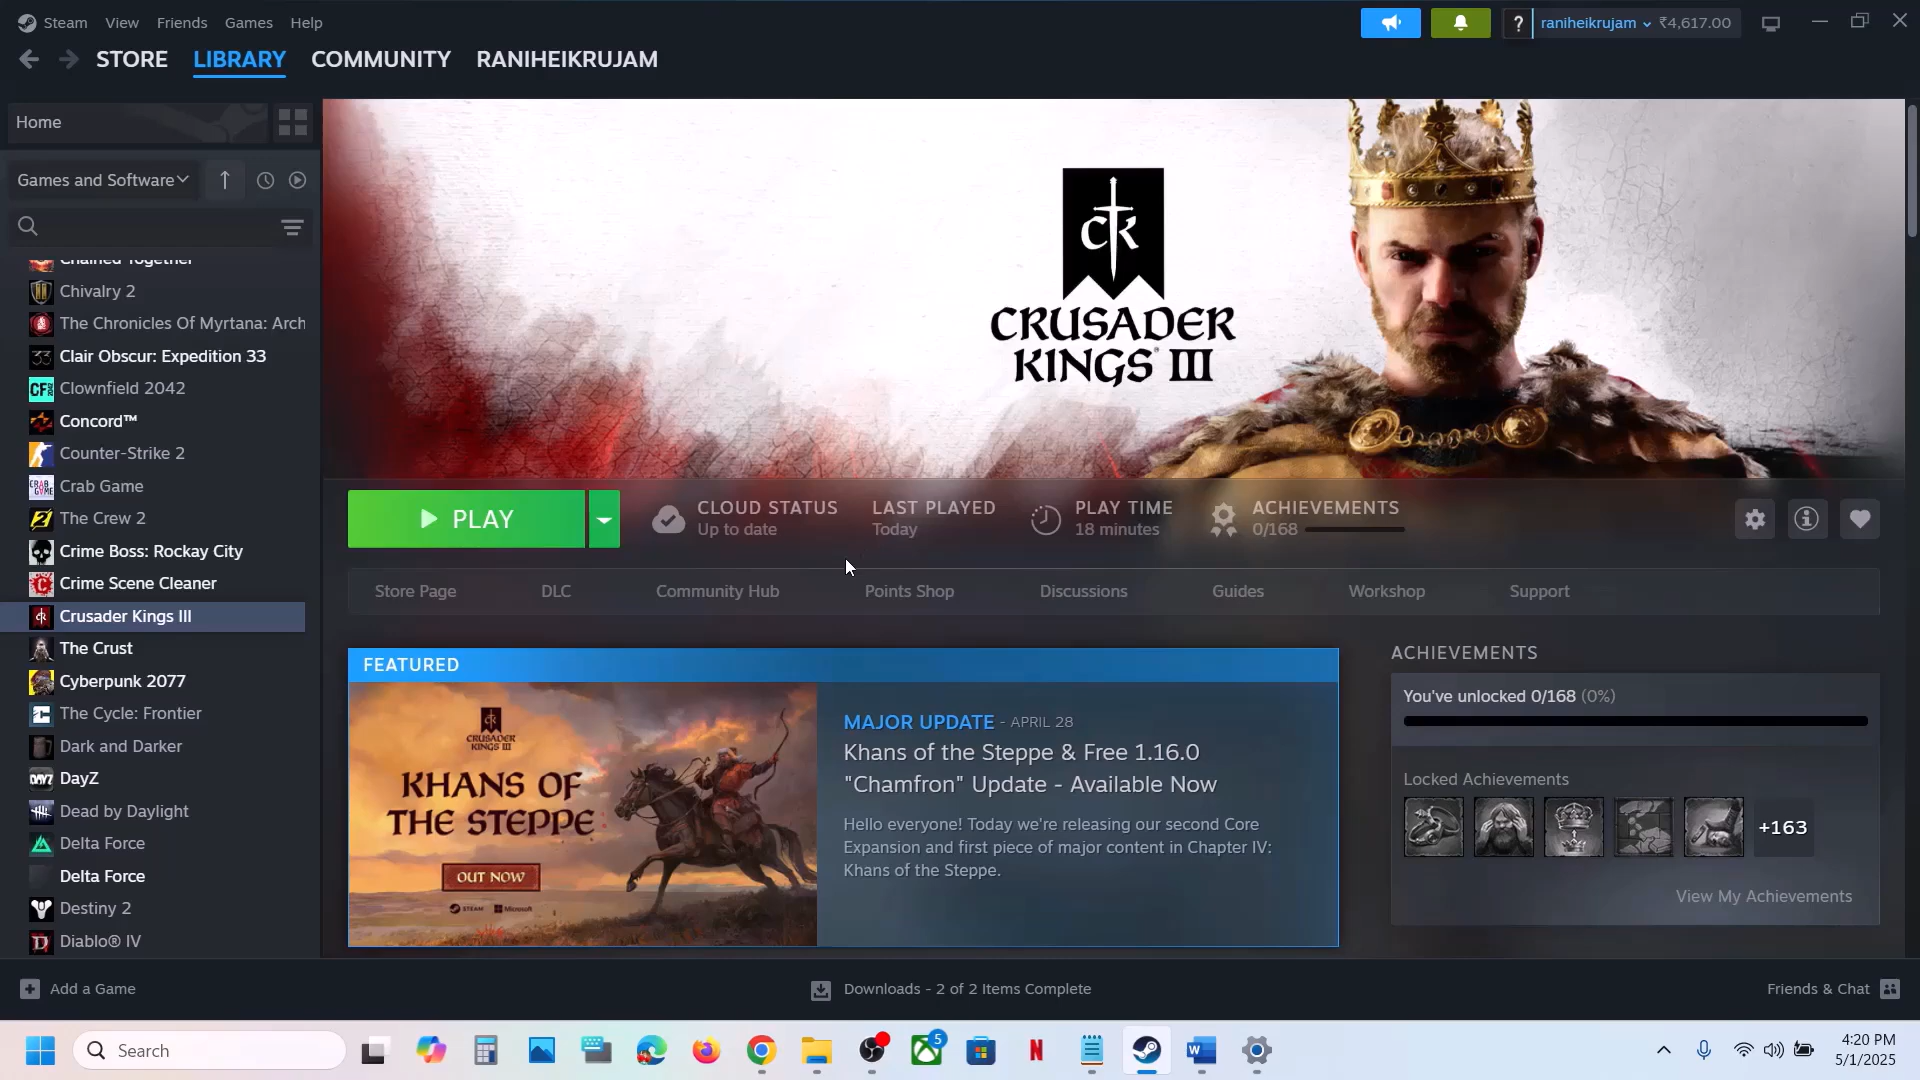 Steam View Friends Games Help
? raniheikrujam ₹4,617.00
STORE LIBRARY COMMUNITY RANIHEIKRUJAM
Home
Games and Software
Chained Together
Chivalry 2
The Chronicles Of Myrtana: Arch
Clair Obscur: Expedition 33
Clownfield 2042
Concord™
Counter-Strike 2
Crab Game
The Crew 2
Crime Boss: Rockay City
Crime Scene Cleaner
Crusader Kings III
The Crust
Cyberpunk 2077
The Cycle: Frontier
Dark and Darker
DayZ
Dead by Daylight
Delta Force
Delta Force
Destiny 2
Diablo® IV
CK
CRUSADER
KINGS III
PLAY
CLOUD STATUS
Up to date
LAST PLAYED
Today
PLAY TIME
18 minutes
ACHIEVEMENTS
0/168
Store Page DLC Community Hub Points Shop Discussions Guides Workshop Support
FEATURED
CRUSADER
KINGS III
KHANS OF
THE STEPPE
OUT NOW
STEAM Microsoft
MAJOR UPDATE - APRIL 28
Khans of the Steppe & Free 1.16.0
"Chamfron" Update - Available Now
Hello everyone! Today we're releasing our second Core
Expansion and first piece of major content in Chapter IV:
Khans of the Steppe.
ACHIEVEMENTS
You've unlocked 0/168 (0%)
Locked Achievements
+163
View My Achievements
Add a Game
Downloads - 2 of 2 Items Complete
Friends & Chat
Search
5
4:20 PM
5/1/2025